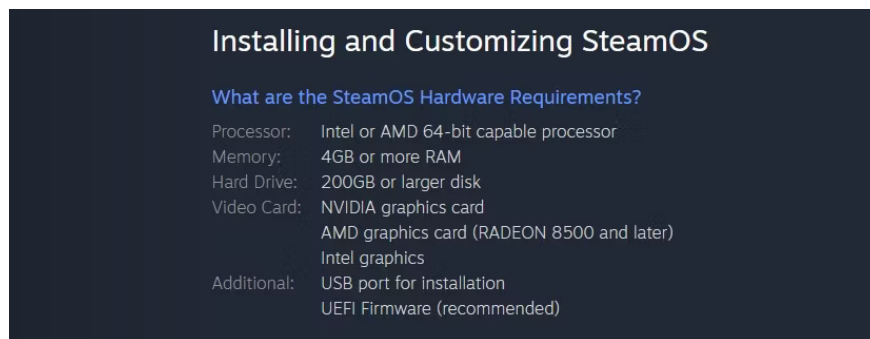 Installing and Customizing SteamOS
What are the SteamOS Hardware Requirements?
Processor: Intel or AMD 64-bit capable processor
Memory: 4GB or more RAM
Hard Drive: 200GB or larger disk
Video Card: NVIDIA graphics card
AMD graphics card (RADEON 8500 and later)
Intel graphics
Additional: USB port for installation
UEFI Firmware (recommended)